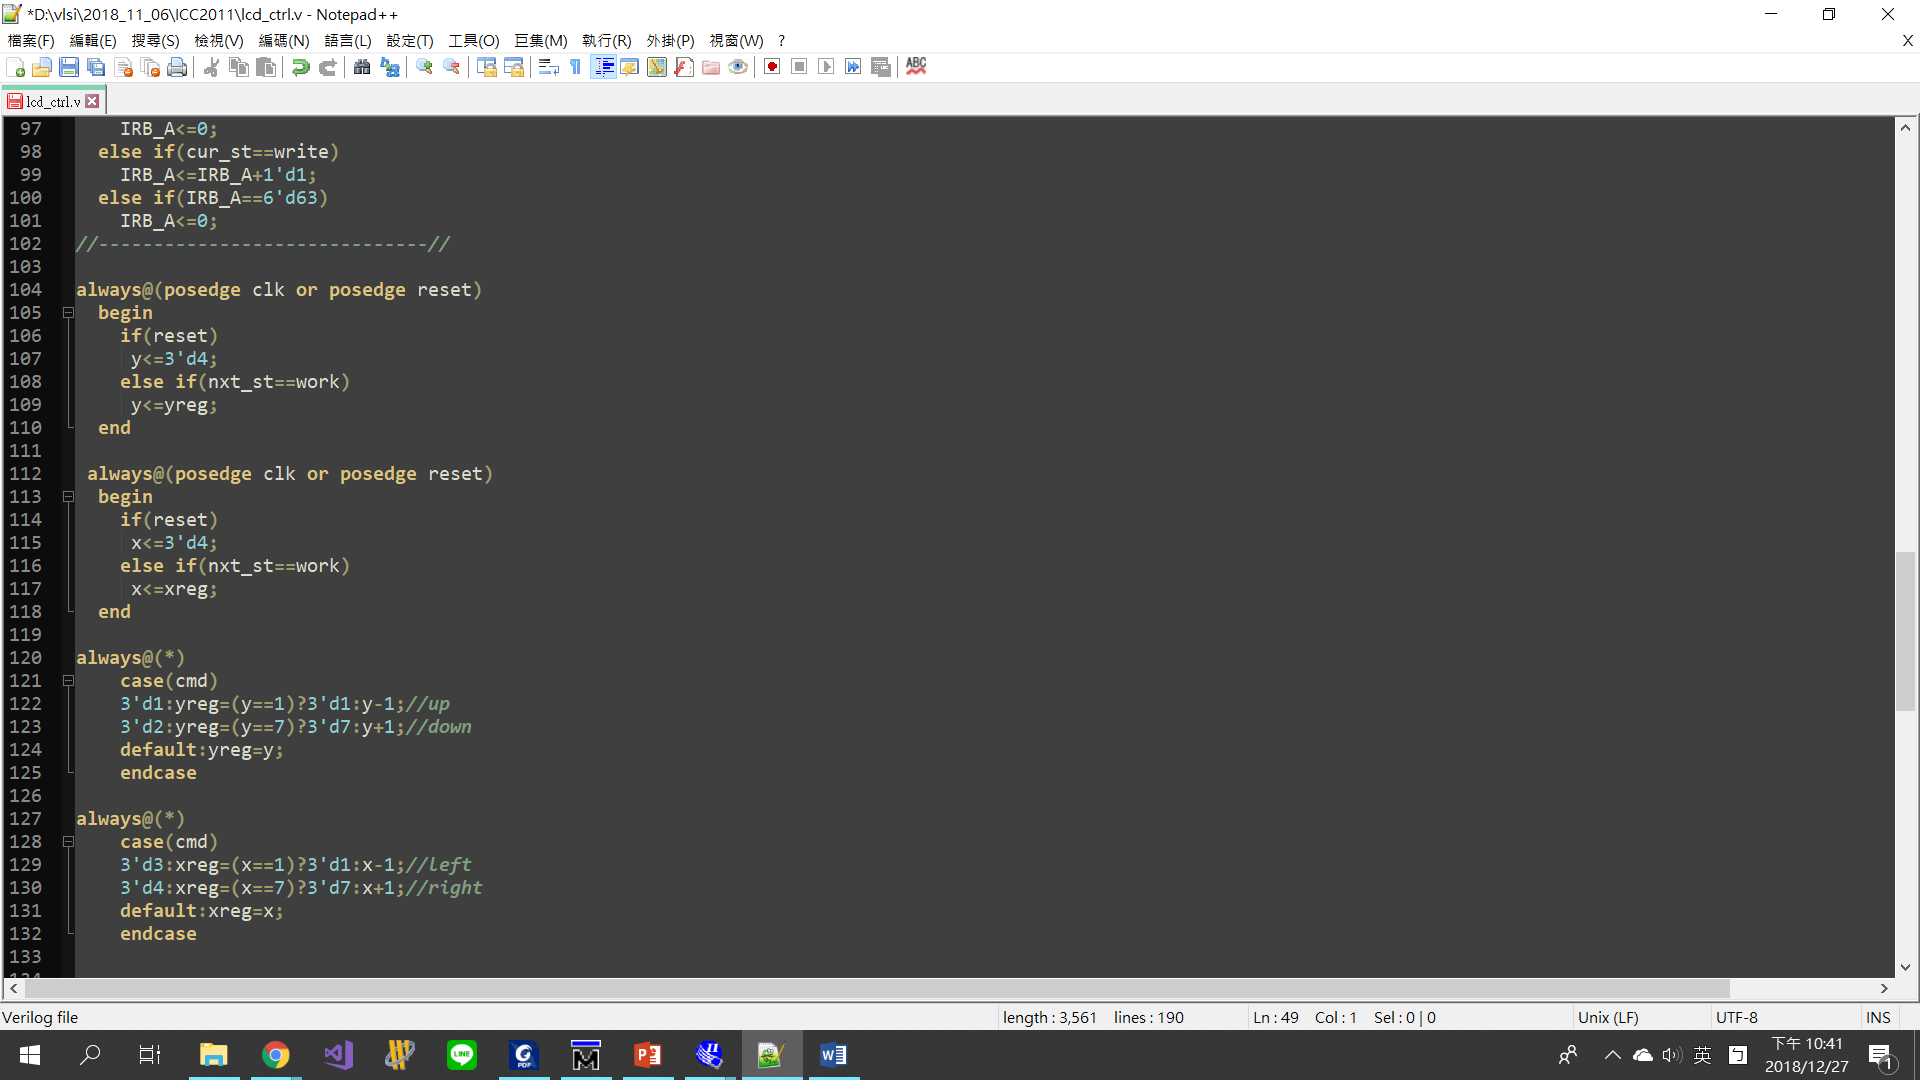 *D:\vlsi\2018_11_06\ICC2011\lcd_ctrl.v - Notepad++
檔案(F) 編輯(E) 搜尋(S) 檢視(V) 編碼(N) 語言(L) 設定(T) 工具(O) 巨集(M) 執行(R) 外掛(P) 視窗(W) ? X
ABC
lcd_ctrl.v
97 IRB_A<=0;
98 else if(cur_st==write)
99 IRB_A<=IRB_A+1'd1;
100 else if(IRB_A==6'd63)
101 IRB_A<=0;
102 //------------------------------//
103
104 always@(posedge clk or posedge reset)
105 begin
106 if(reset)
107 y<=3'd4;
108 else if(nxt_st==work)
109 y<=yreg;
110 end
111
112 always@(posedge clk or posedge reset)
113 begin
114 if(reset)
115 x<=3'd4;
116 else if(nxt_st==work)
117 x<=xreg;
118 end
119
120 always@(*)
121 case(cmd)
122 3'd1:yreg=(y==1)?3'd1:y-1;//up
123 3'd2:yreg=(y==7)?3'd7:y+1;//down
124 default:yreg=y;
125 endcase
126
127 always@(*)
128 case(cmd)
129 3'd3:xreg=(x==1)?3'd1:x-1;//left
130 3'd4:xreg=(x==7)?3'd7:x+1;//right
131 default:xreg=x;
132 endcase
133
134
Verilog file length : 3,561 lines : 190 Ln : 49 Col : 1 Sel : 0 | 0 Unix (LF) UTF-8 INS
LINE
PDF
英
下午 10:41
2018/12/27
1